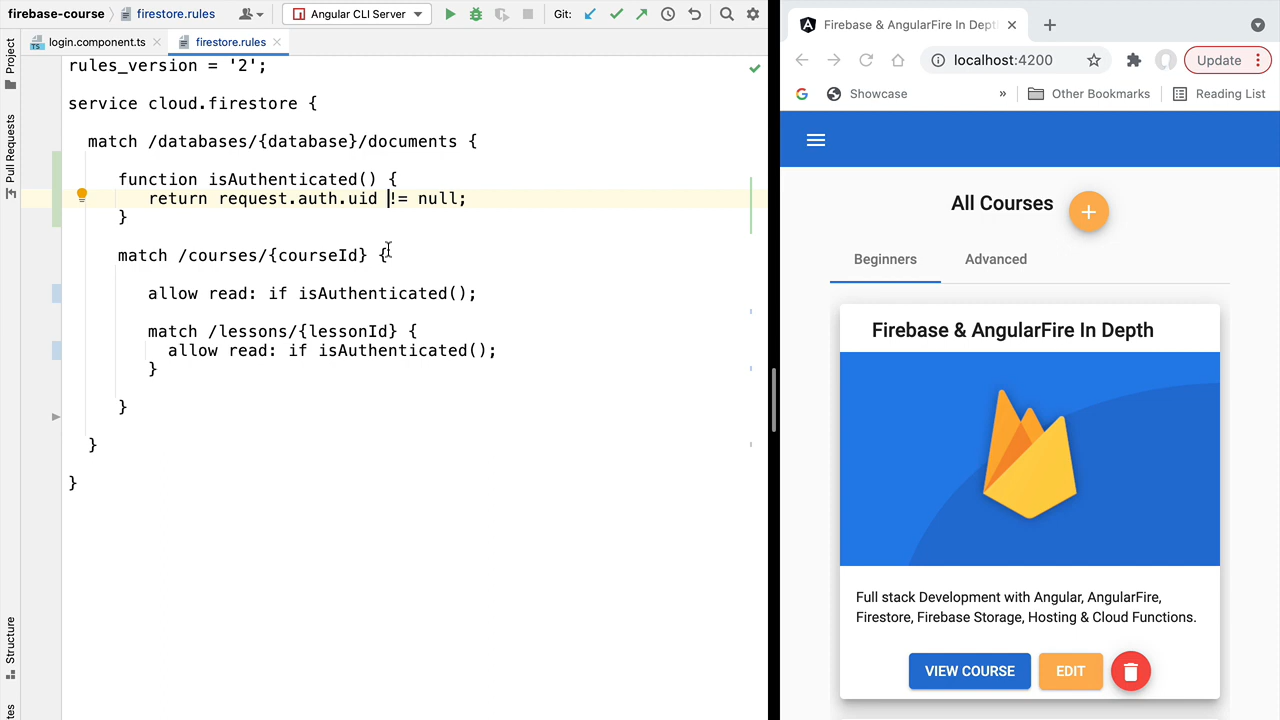 firebase-course
firestore.rules
Angular CLI Server
Git:
login.component.ts
firestore.rules
Project
Pull Requests
Structure
rules_version = '2';
service cloud.firestore {
match /databases/{database}/documents {
function isAuthenticated() {
return request.auth.uid != null;
}
match /courses/{courseId} {
allow read: if isAuthenticated();
match /lessons/{lessonId} {
allow read: if isAuthenticated();
}
}
}
}
Firebase & AngularFire In Dept
localhost:4200
Update
Showcase
»
Other Bookmarks
Reading List
All Courses
+
Beginners
Advanced
Firebase & AngularFire In Depth
Full stack Development with Angular, AngularFire,
Firestore, Firebase Storage, Hosting & Cloud Functions.
VIEW COURSE
EDIT